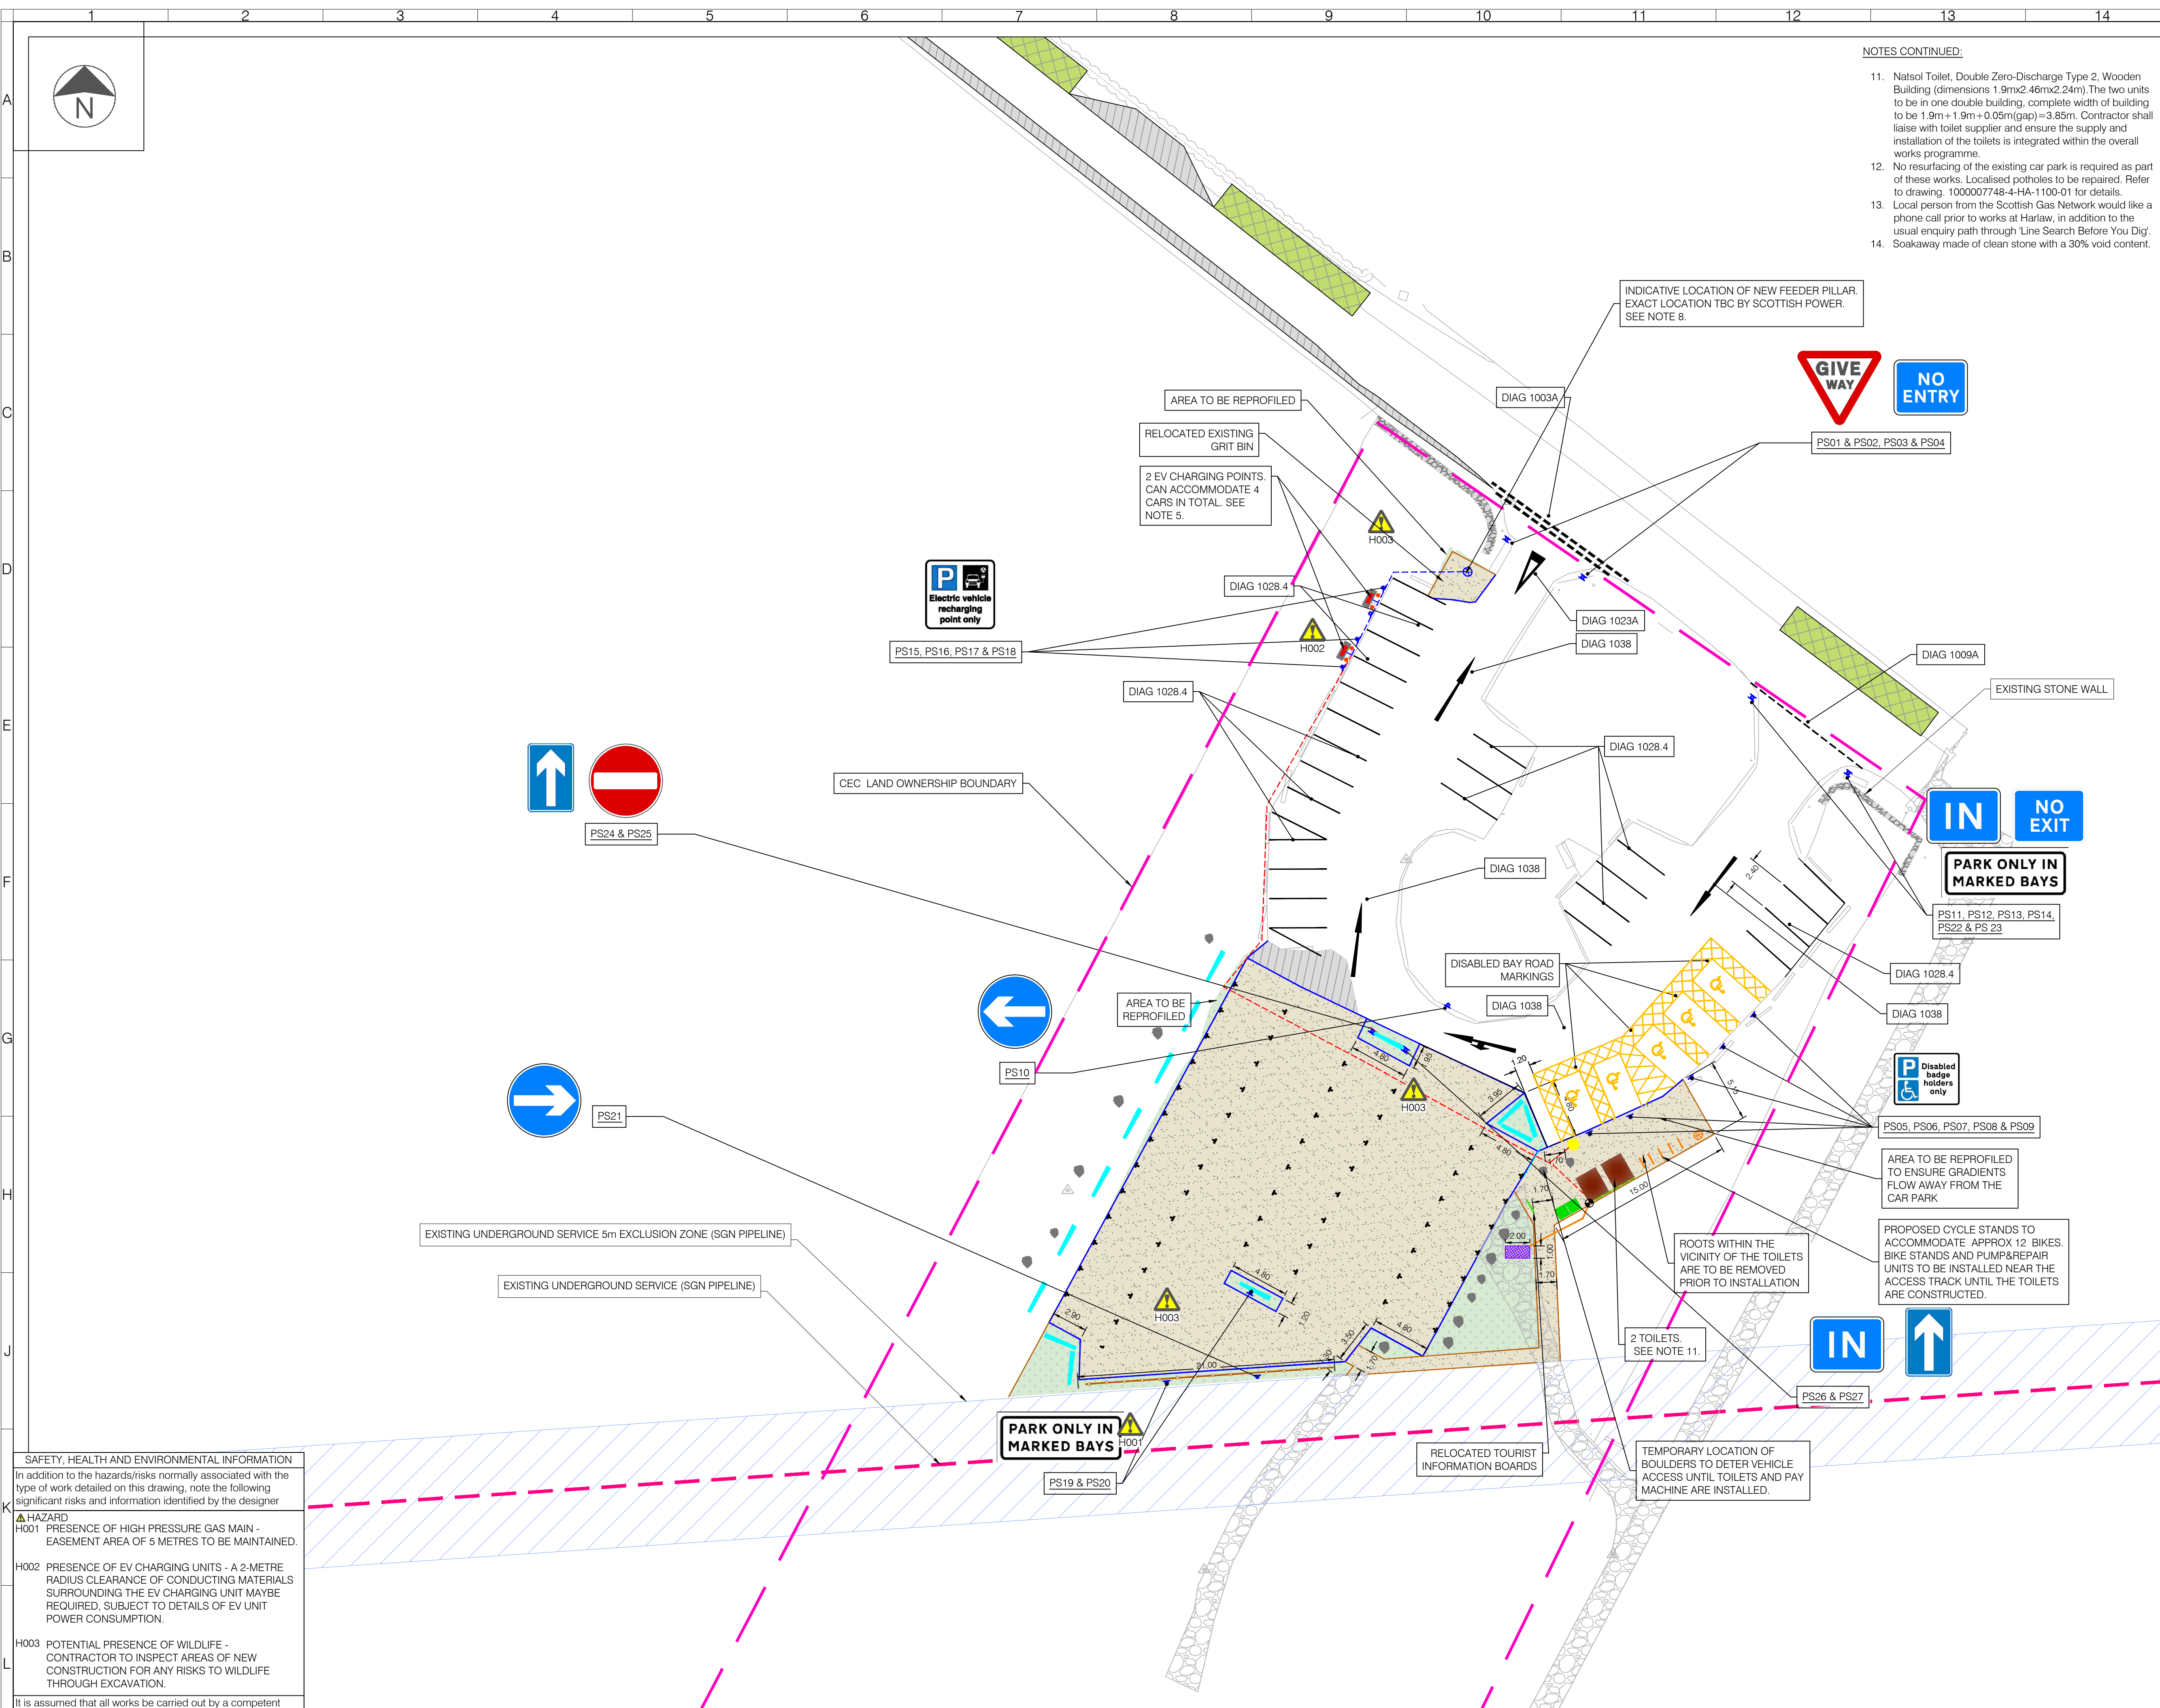 1 2 3 4 5 6 7 8 9 10 11 12 13 14
A
B
C
D
E
F
G
H
J
K
L
N
NOTES CONTINUED:
11. Natsol Toilet, Double Zero-Discharge Type 2, Wooden
Building (dimensions 1.9mx2.46mx2.24m).The two units
to be in one double building, complete width of building
to be 1.9m+1.9m+0.05m(gap)=3.85m. Contractor shall
liaise with toilet supplier and ensure the supply and
installation of the toilets is integrated within the overall
works programme.
12. No resurfacing of the existing car park is required as part
of these works. Localised potholes to be repaired. Refer
to drawing. 1000007748-4-HA-1100-01 for details.
13. Local person from the Scottish Gas Network would like a
phone call prior to works at Harlaw, in addition to the
usual enquiry path through 'Line Search Before You Dig'.
14. Soakaway made of clean stone with a 30% void content.
INDICATIVE LOCATION OF NEW FEEDER PILLAR.
EXACT LOCATION TBC BY SCOTTISH POWER.
SEE NOTE 8.
GIVE
WAY
NO
ENTRY
PS01 & PS02, PS03 & PS04
DIAG 1003A
AREA TO BE REPROFILED
RELOCATED EXISTING
GRIT BIN
2 EV CHARGING POINTS.
CAN ACCOMMODATE 4
CARS IN TOTAL. SEE
NOTE 5.
H003
P
Electric vehicle
recharging
point only
DIAG 1028.4
PS15, PS16, PS17 & PS18
H002
DIAG 1023A
DIAG 1038
DIAG 1009A
EXISTING STONE WALL
DIAG 1028.4
DIAG 1028.4
CEC LAND OWNERSHIP BOUNDARY
PS24 & PS25
IN
NO
EXIT
PARK ONLY IN
MARKED BAYS
PS11, PS12, PS13, PS14,
PS22 & PS 23
DIAG 1038
2.40
DISABLED BAY ROAD
MARKINGS
DIAG 1028.4
DIAG 1038
DIAG 1038
AREA TO BE
REPROFILED
PS10
4.80
.95
H003
1.20
3.90
4.80
4.80
5.15
P Disabled
badge
holders
only
PS05, PS06, PS07, PS08 & PS09
PS21
.70
1.70
15.00
2.00
1.00
1.70
AREA TO BE REPROFILED
TO ENSURE GRADIENTS
FLOW AWAY FROM THE
CAR PARK
EXISTING UNDERGROUND SERVICE 5m EXCLUSION ZONE (SGN PIPELINE)
ROOTS WITHIN THE
VICINITY OF THE TOILETS
ARE TO BE REMOVED
PRIOR TO INSTALLATION
PROPOSED CYCLE STANDS TO
ACCOMMODATE APPROX 12 BIKES.
BIKE STANDS AND PUMP&REPAIR
UNITS TO BE INSTALLED NEAR THE
ACCESS TRACK UNTIL THE TOILETS
ARE CONSTRUCTED.
EXISTING UNDERGROUND SERVICE (SGN PIPELINE)
4.80
1.20
H003
2.90
21.00
3.50
4.80
1.70
2 TOILETS.
SEE NOTE 11.
IN
PS26 & PS27
PARK ONLY IN
MARKED BAYS
H001
PS19 & PS20
RELOCATED TOURIST
INFORMATION BOARDS
TEMPORARY LOCATION OF
BOULDERS TO DETER VEHICLE
ACCESS UNTIL TOILETS AND PAY
MACHINE ARE INSTALLED.
SAFETY, HEALTH AND ENVIRONMENTAL INFORMATION
In addition to the hazards/risks normally associated with the
type of work detailed on this drawing, note the following
significant risks and information identified by the designer
HAZARD
H001 PRESENCE OF HIGH PRESSURE GAS MAIN -
EASEMENT AREA OF 5 METRES TO BE MAINTAINED.
H002 PRESENCE OF EV CHARGING UNITS - A 2-METRE
RADIUS CLEARANCE OF CONDUCTING MATERIALS
SURROUNDING THE EV CHARGING UNIT MAYBE
REQUIRED, SUBJECT TO DETAILS OF EV UNIT
POWER CONSUMPTION.
H003 POTENTIAL PRESENCE OF WILDLIFE -
CONTRACTOR TO INSPECT AREAS OF NEW
CONSTRUCTION FOR ANY RISKS TO WILDLIFE
THROUGH EXCAVATION.
It is assumed that all works be carried out by a competent